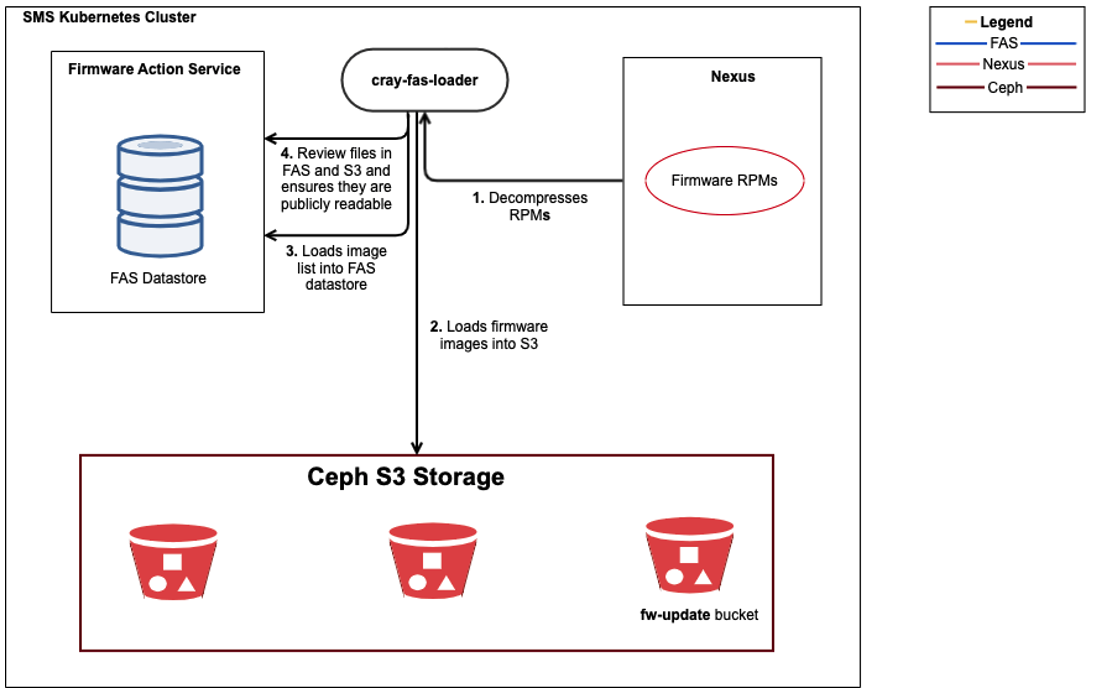 SMS Kubernetes Cluster
Firmware Action Service
FAS Datastore
cray-fas-loader
Nexus
Firmware RPMs
1. Decompresses
RPMs
4. Review files in
FAS and S3 and
ensures they are
publicly readable
3. Loads image
list into FAS
datastore
2. Loads firmware
images into S3
Ceph S3 Storage
fw-update bucket
Legend
FAS
Nexus
Ceph